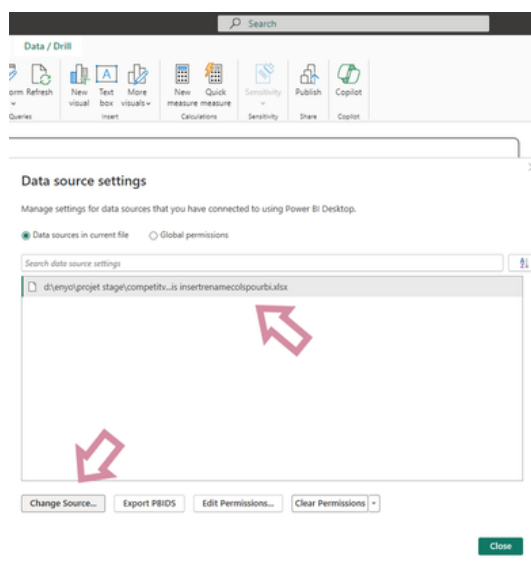 Search
Data / Drill
orm Refresh New visual Text box More visuals New measure Quick measure Sensitivity Publish Copilot
Queries Insert Calculations Sensitivity Share Copilot
Data source settings
Manage settings for data sources that you have connected to using Power BI Desktop.
Data sources in current file Global permissions
Search data source settings
d:\enyo\projet stage\competitv...is insertrenamecolspourbi.xlsx
Change Source... Export PBIDS Edit Permissions... Clear Permissions
Close